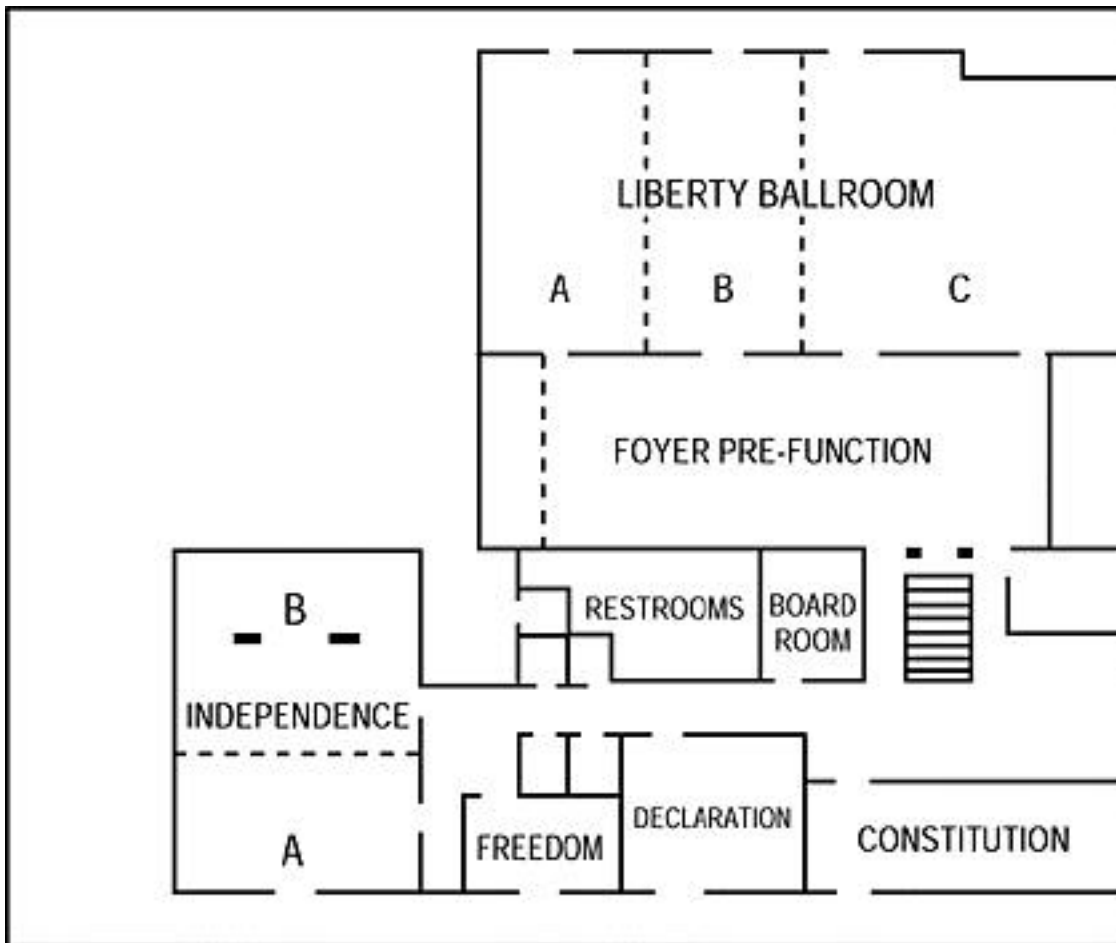 LIBERTY BALLROOM
A B C
FOYER PRE-FUNCTION
B
RESTROOMS
BOARD
ROOM
INDEPENDENCE
A
FREEDOM
DECLARATION
CONSTITUTION